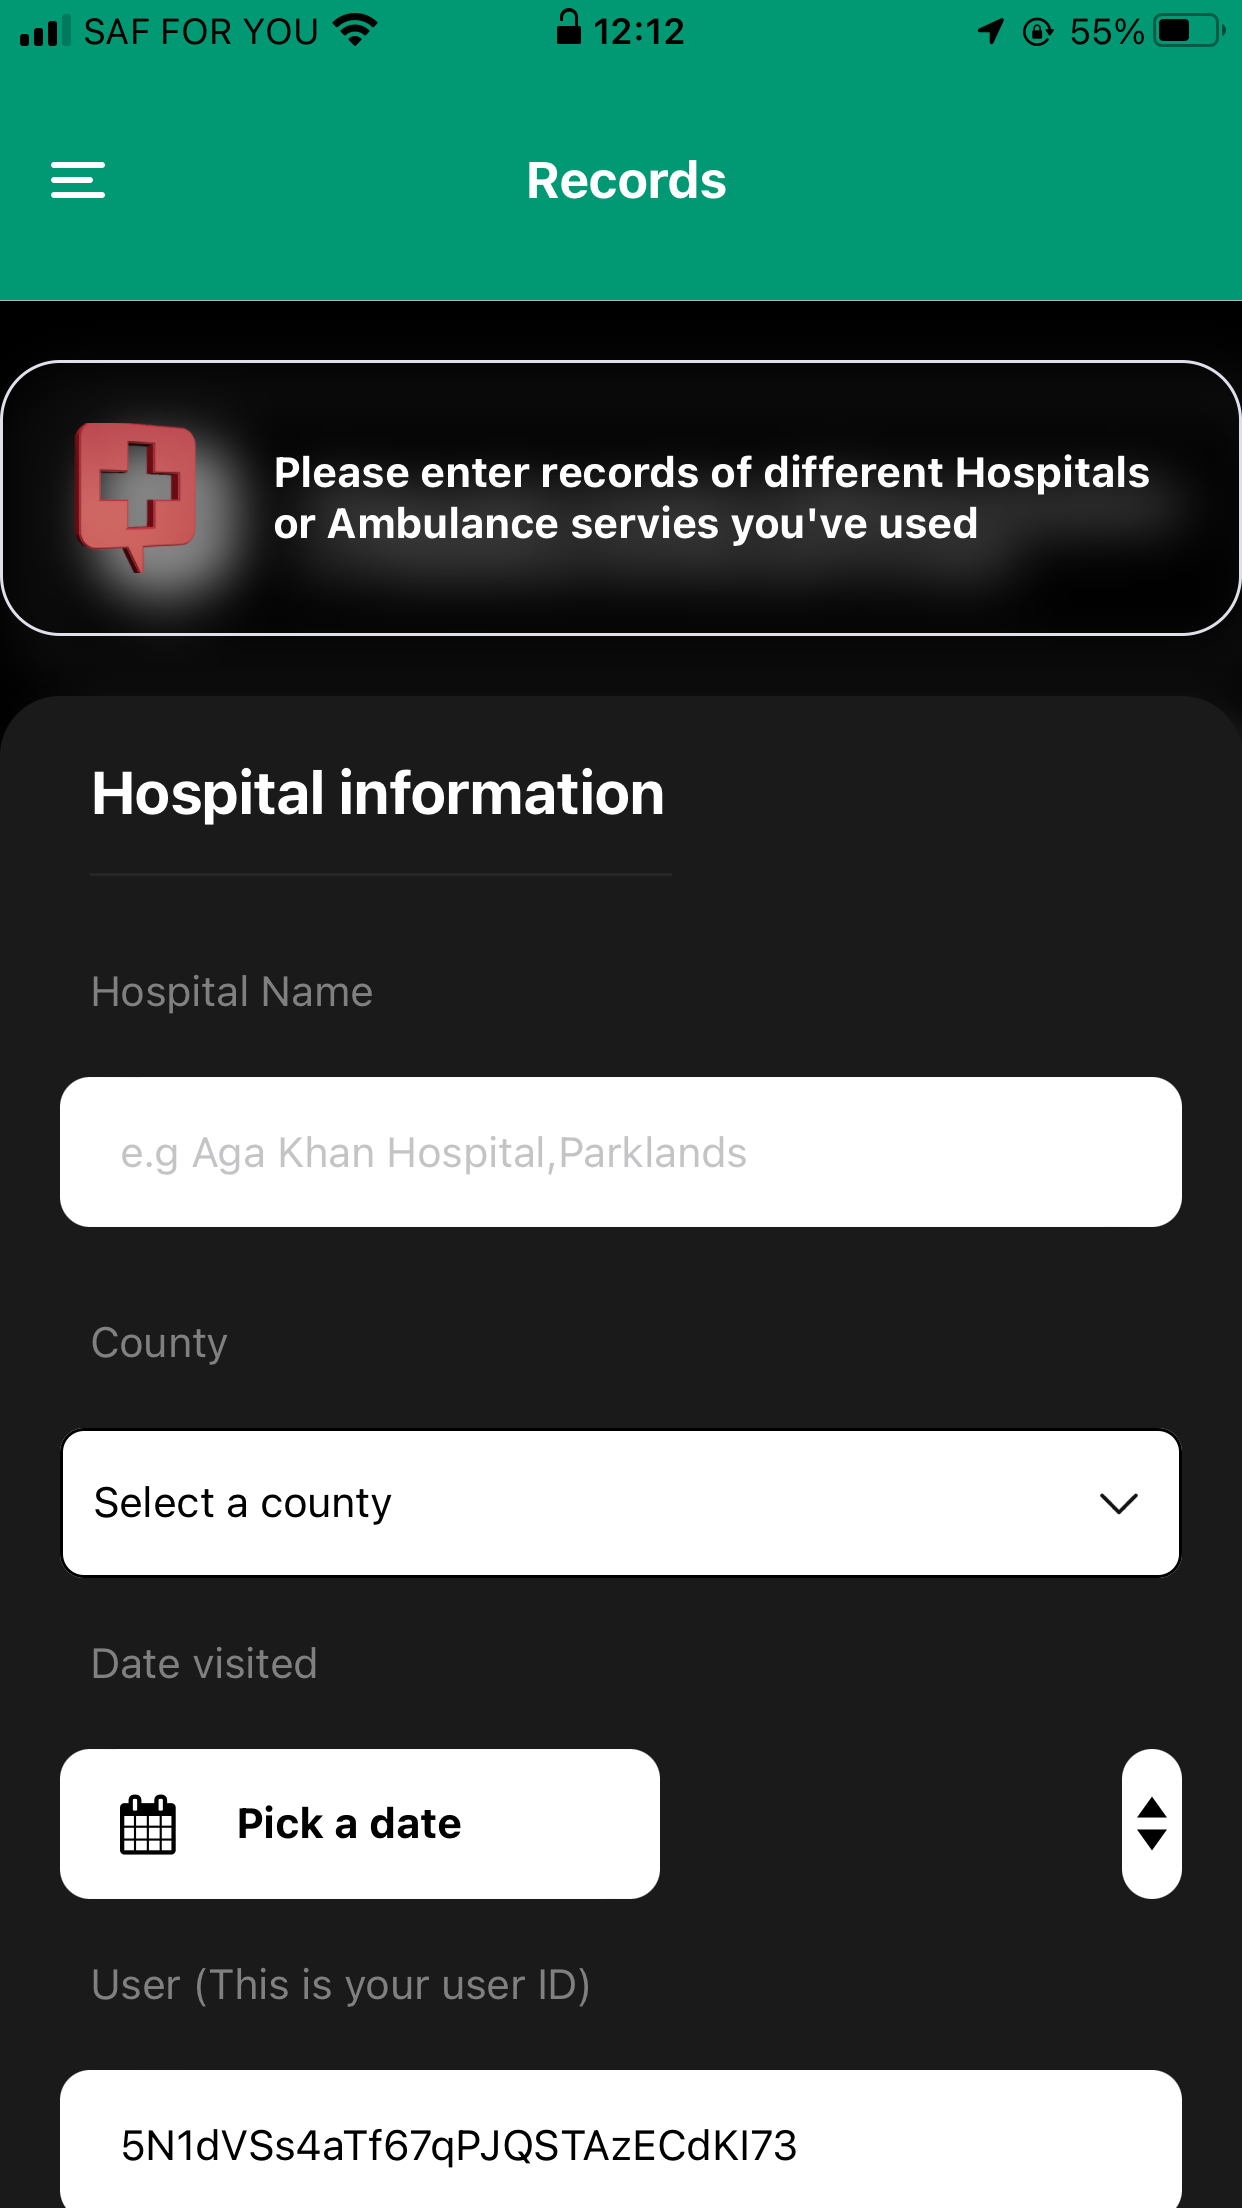 SAF FOR YOU 12:12 55%
Records
Please enter records of different Hospitals
or Ambulance servies you've used
Hospital information
Hospital Name
e.g Aga Khan Hospital,Parklands
County
Select a county
Date visited
Pick a date
User (This is your user ID)
5N1dVSs4aTf67qPJQSTAzECdKI73